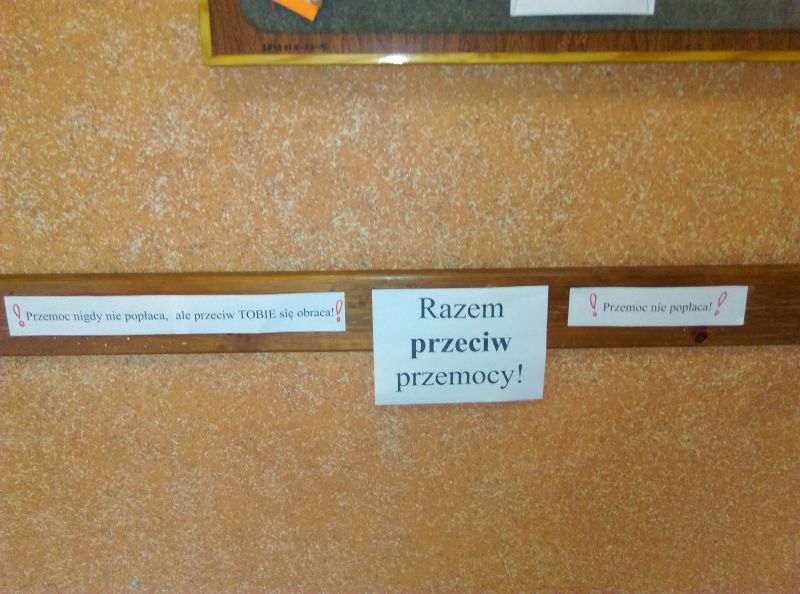 ! Przemoc nigdy nie popłaca, ale przeciw TOBIE się obraca! !
Razem
przeciw
przemocy!
! Przemoc nie popłaca! !